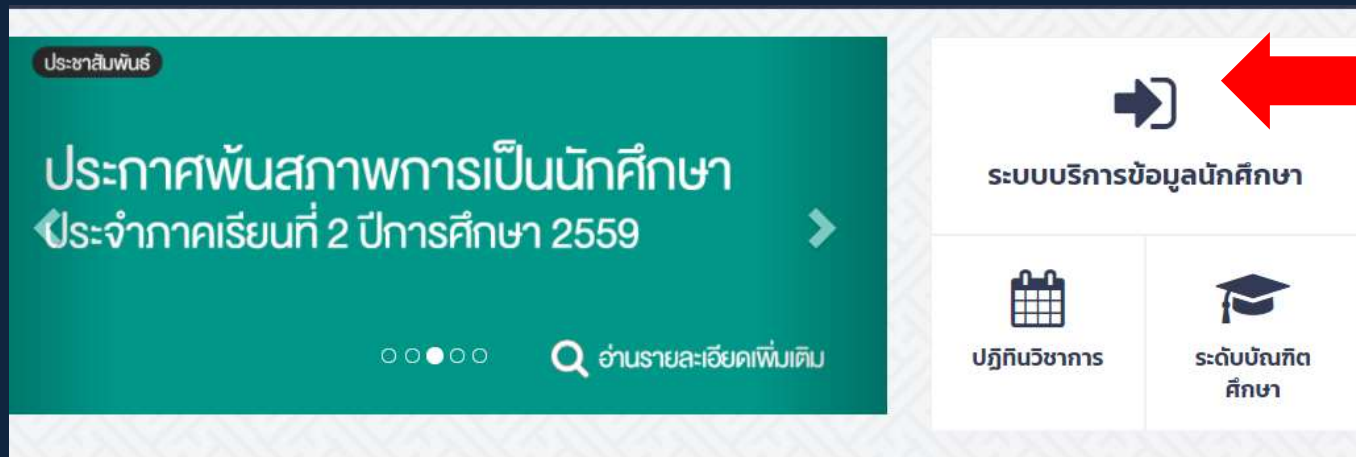 ประชาสัมพันธ์
ประกาศพ้นสภาพการเป็นนักศึกษา
ประจำภาคเรียนที่ 2 ปีการศึกษา 2559
อ่านรายละเอียดเพิ่มเติม
ระบบบริการข้อมูลนักศึกษา
ปฏิทินวิชาการ
ระดับบัณฑิต
ศึกษา